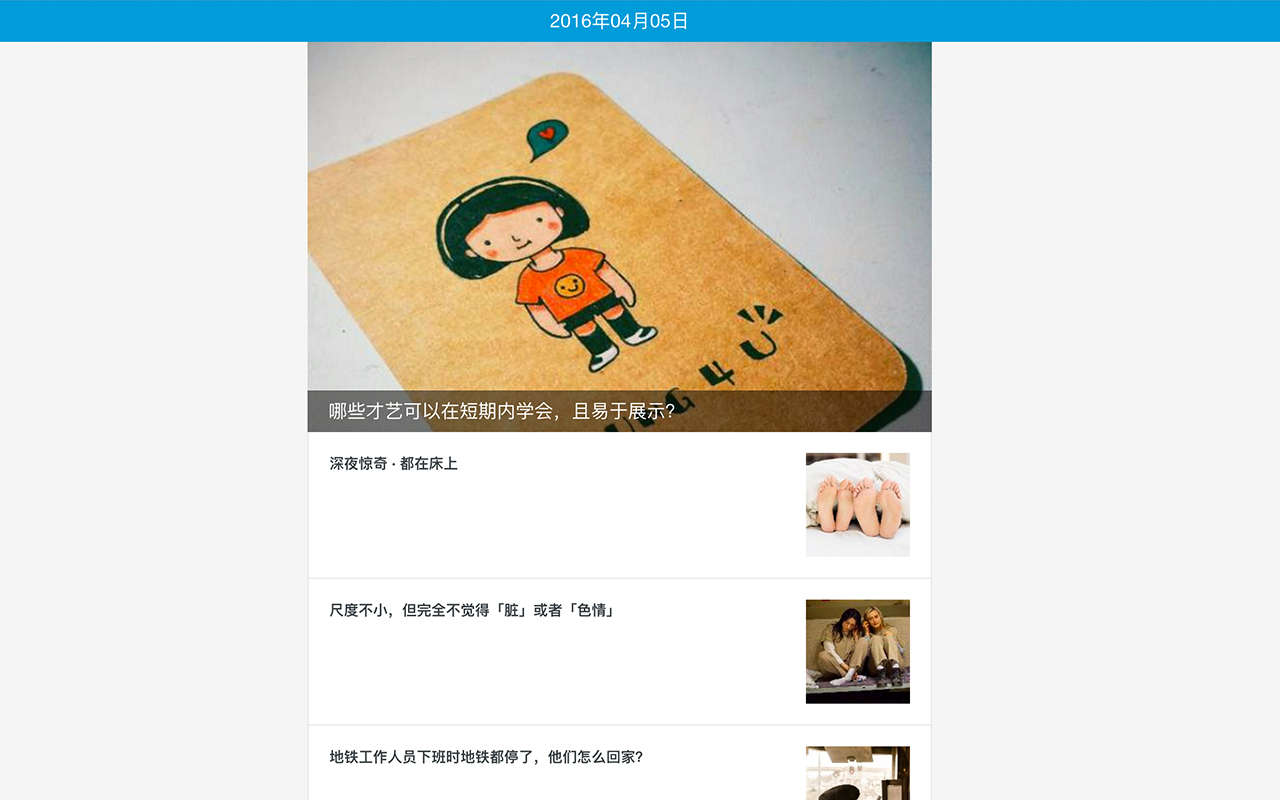 2016年04月05日
4 U
哪些才艺可以在短期内学会，且易于展示？
深夜惊奇 · 都在床上
尺度不小，但完全不觉得「脏」或者「色情」
地铁工作人员下班时地铁都停了，他们怎么回家？